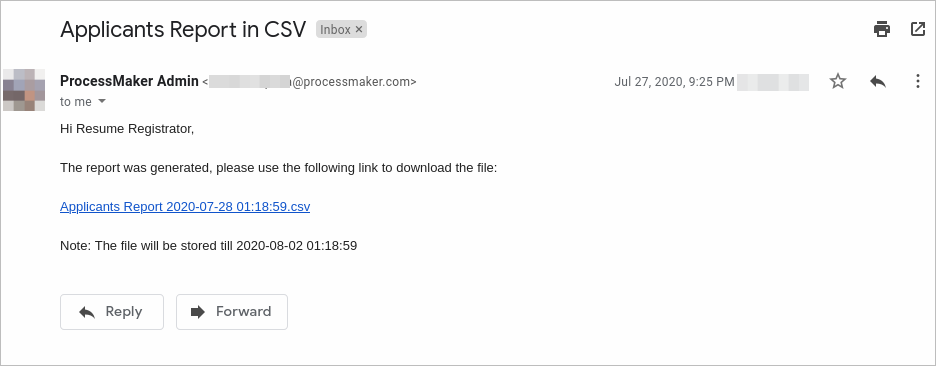 Applicants Report in CSV Inbox ×
ProcessMaker Admin < @processmaker.com> Jul 27, 2020, 9:25 PM
to me
Hi Resume Registrator,
The report was generated, please use the following link to download the file:
Applicants Report 2020-07-28 01:18:59.csv
Note: The file will be stored till 2020-08-02 01:18:59
Reply Forward